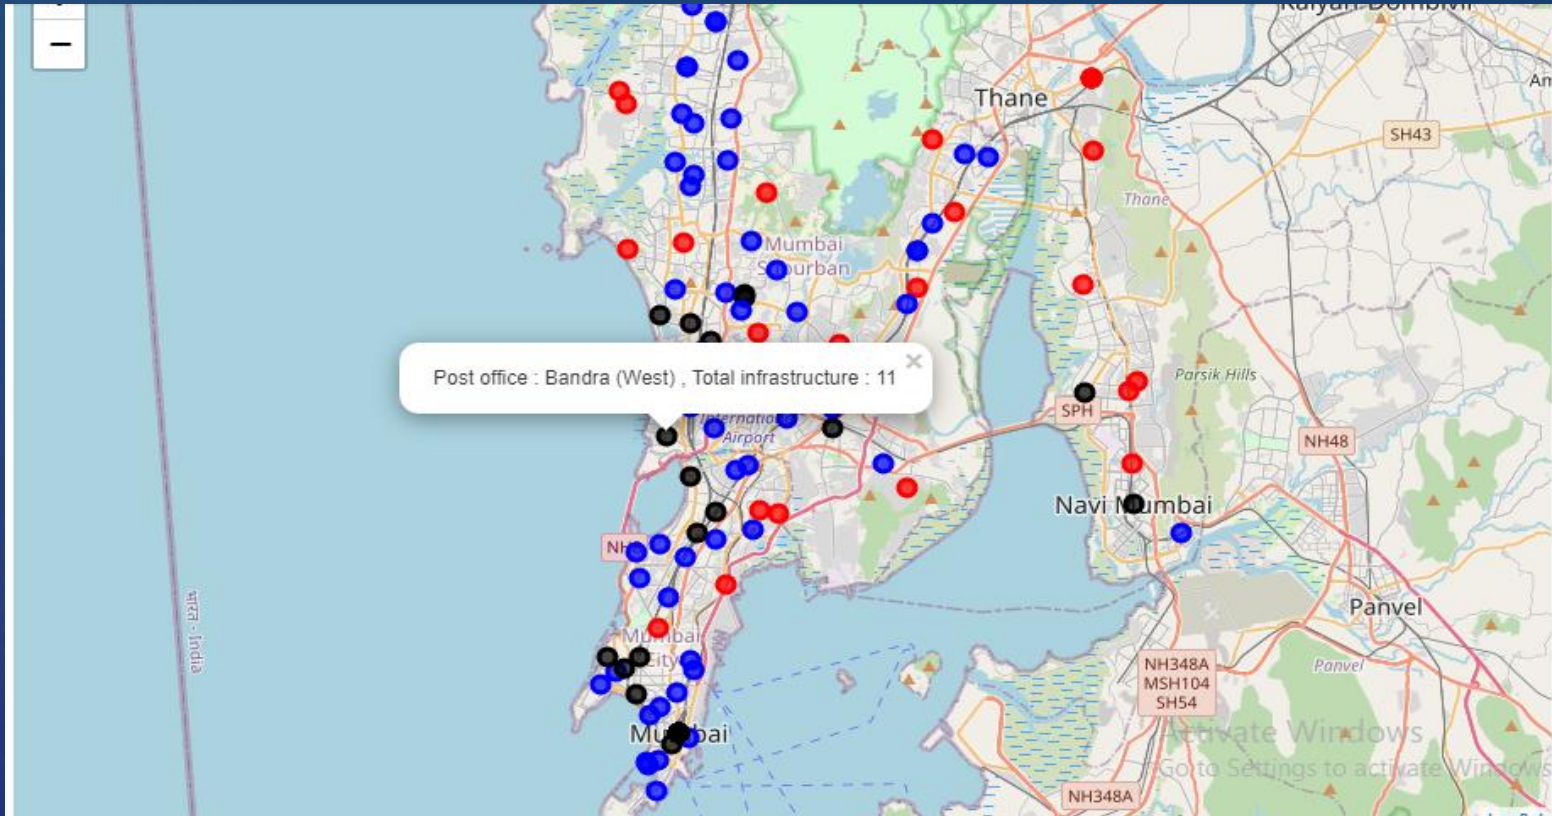 −
Kalyan-Dombivli
Thane
Am
SH43
Thane
Mumbai
Suburban
Post office : Bandra (West) , Total infrastructure : 11
×
Parsik Hills
SPH
International
Airport
NH48
Navi Mumbai
NH
Panvel
भारत - India
Mumbai
City
Panvel
NH348A
MSH104
SH54
Mumbai
Activate Windows
Go to Settings to activate Windows
NH348A